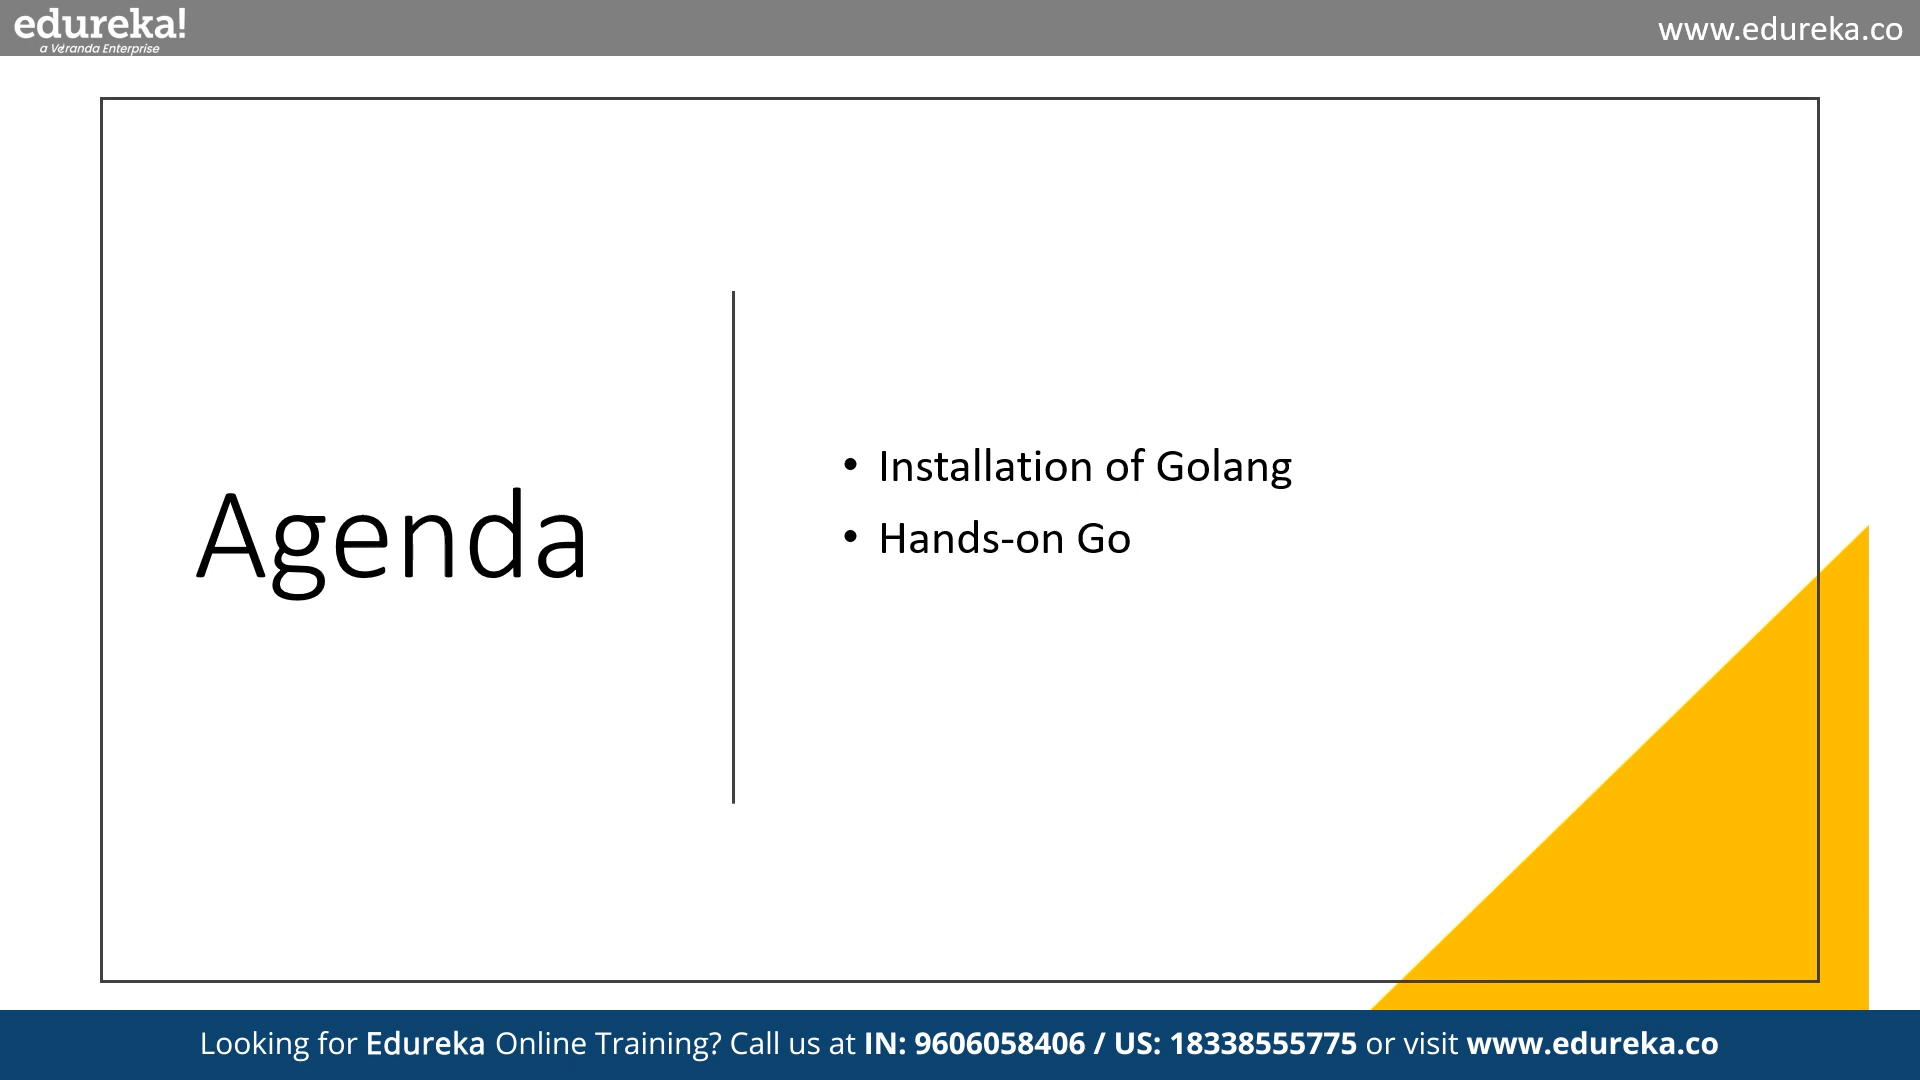 edureka!
a Veranda Enterprise
www.edureka.co
Agenda
• Installation of Golang
• Hands-on Go
Looking for Edureka Online Training? Call us at IN: 9606058406 / US: 18338555775 or visit www.edureka.co